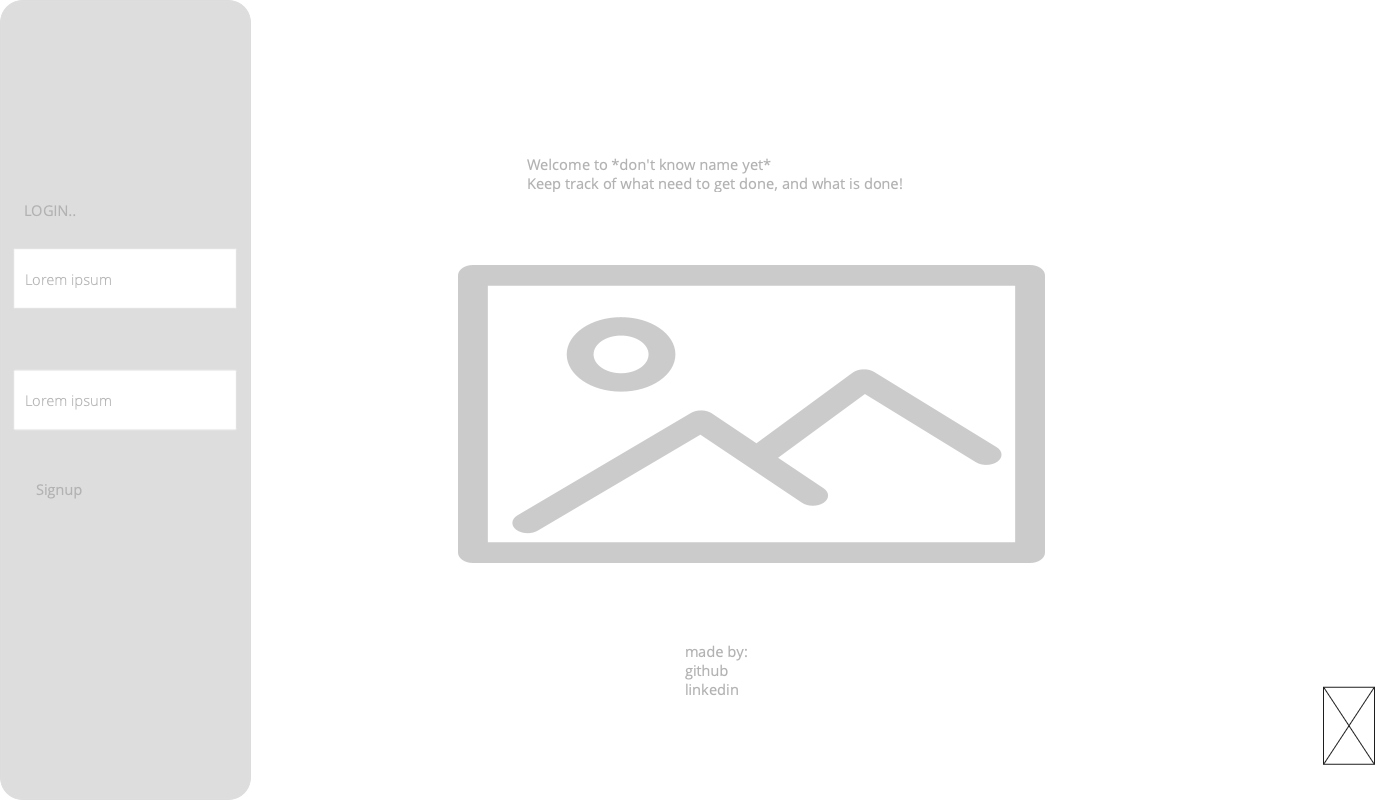 LOGIN..
Lorem ipsum
Lorem ipsum
Signup
Welcome to *don't know name yet*
Keep track of what need to get done, and what is done!
made by:
github
linkedin